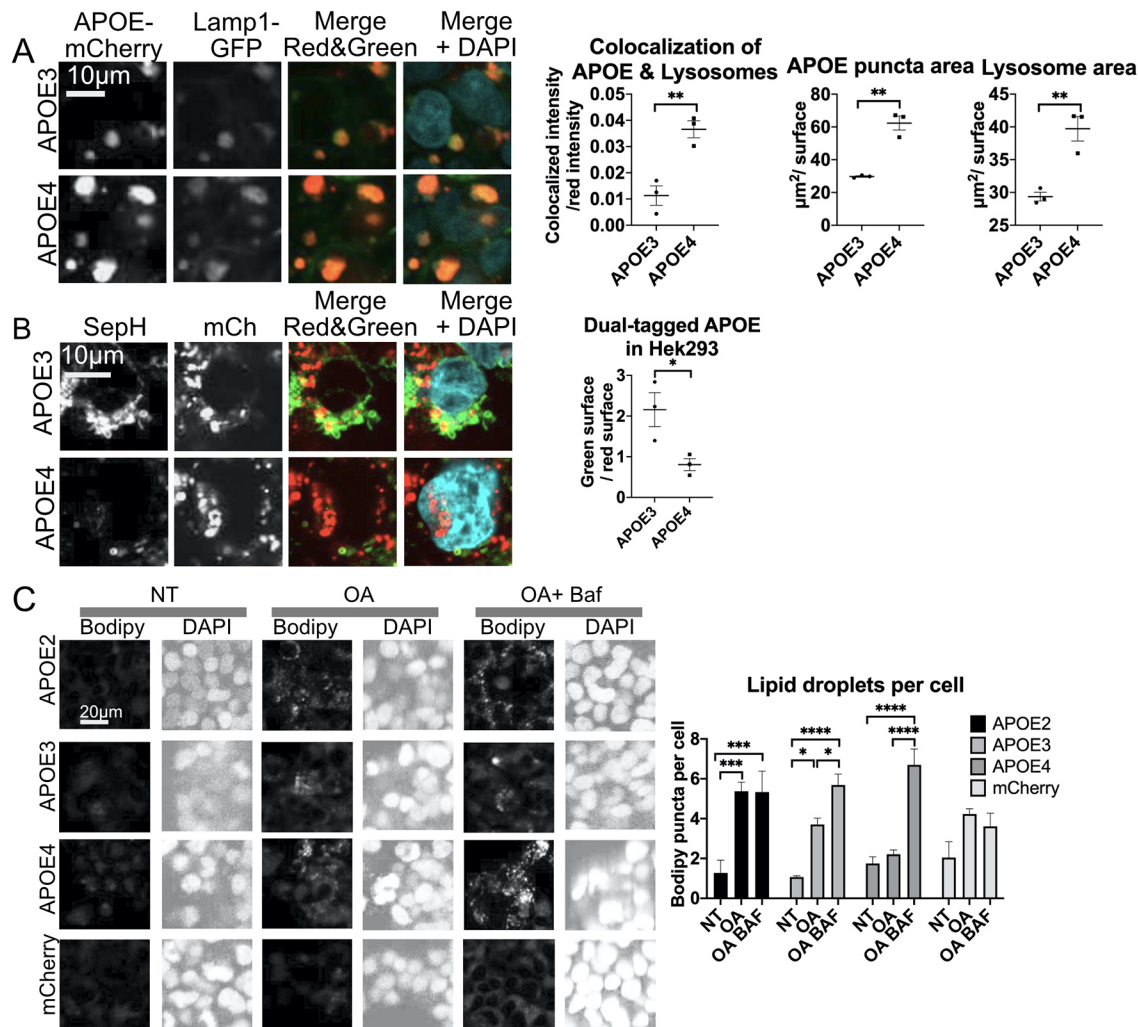 A
APOE-
mCherry
Lamp1-
GFP
Merge
Red&Green
Merge
+ DAPI
10µm
APOE3
APOE4
Colocalization of
APOE & Lysosomes
Colocalized intensity
/red intensity
0.05
0.04
0.03
0.02
0.01
0.00
**
APOE3
APOE4
APOE puncta area
µm2/ surface
80
60
40
20
0
**
APOE3
APOE4
Lysosome area
µm2/ surface
45
40
35
30
25
**
APOE3
APOE4
B
SepH
mCh
Merge
Red&Green
Merge
+ DAPI
10µm
APOE3
APOE4
Dual-tagged APOE
in Hek293
Green surface
/ red surface
3
2
1
0
*
APOE3
APOE4
C
NT
OA
OA+ Baf
Bodipy
DAPI
Bodipy
DAPI
Bodipy
DAPI
APOE2
20µm
APOE3
APOE4
mCherry
Lipid droplets per cell
Bodipy puncta per cell
8
6
4
2
0
***
***
****
*
*
****
****
NT
OA
OA BAF
NT
OA
OA BAF
NT
OA
OA BAF
NT
OA
OA BAF
APOE2
APOE3
APOE4
mCherry